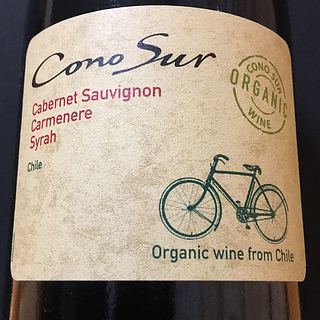 Cono Sur
Cabernet Sauvignon
Carmenere
Syrah
Chile
CONO SUR
ORGANIC
WINE
Organic wine from Chile